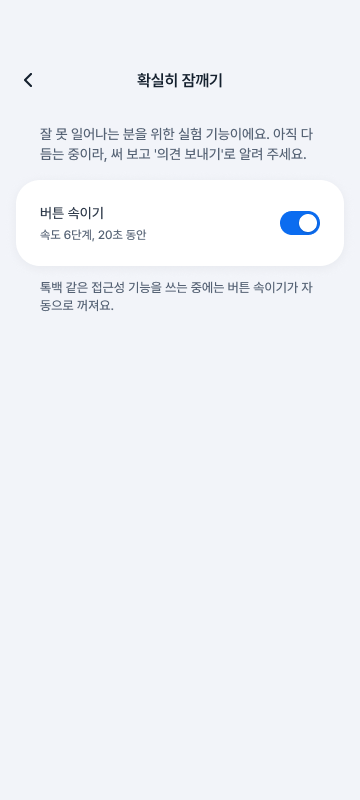 확실히 잠깨기
잘 못 일어나는 분을 위한 실험 기능이에요. 아직 다
듬는 중이라, 써 보고 '의견 보내기'로 알려 주세요.
버튼 속이기
속도 6단계, 20초 동안
톡백 같은 접근성 기능을 쓰는 중에는 버튼 속이기가 자
동으로 꺼져요.